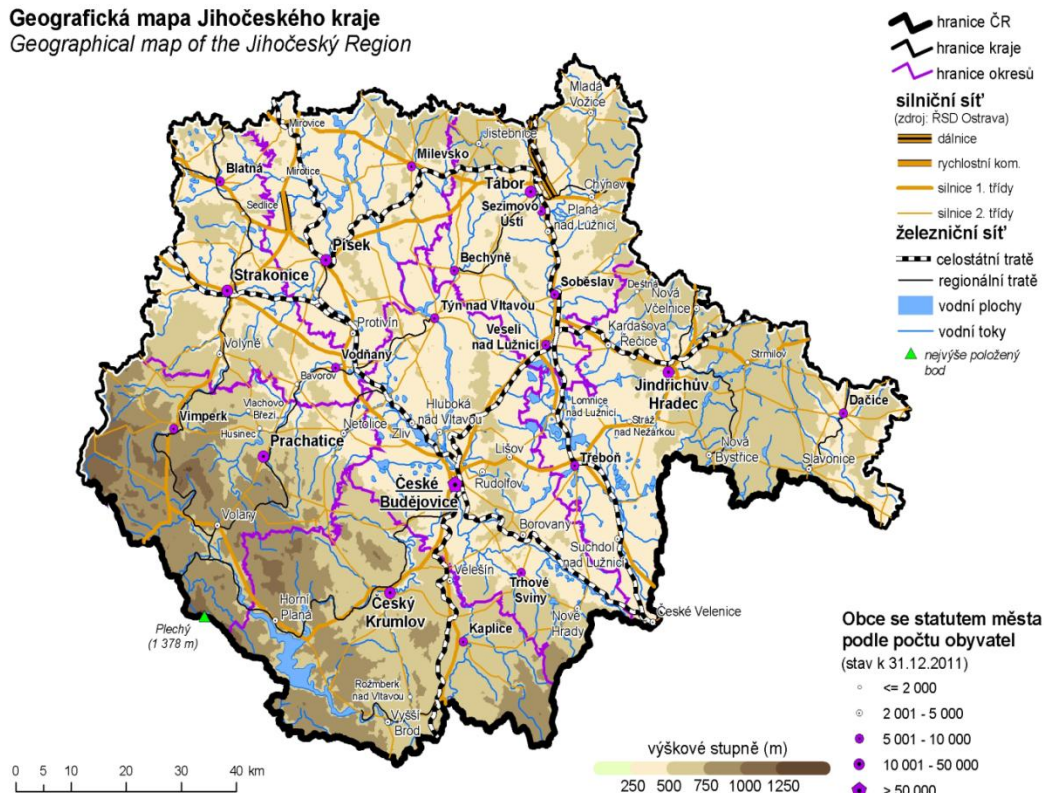 Geografická mapa Jihočeského kraje
Geographical map of the Jihočeský Region
hranice ČR
hranice kraje
hranice okresů
silniční síť
(zdroj: ŘSD Ostrava)
dálnice
rychlostní kom.
silnice 1. třídy
silnice 2. třídy
železniční síť
celostátní tratě
regionální tratě
vodní plochy
vodní toky
nejvýše položený
bod
Mladá
Vožice
Mirovice
Jistebnice
Milevsko
Blatná
Mirotice
Tábor
Chýnov
Sedlice
Sezimovo
Ústí
Planá
nad Lužnicí
Písek
Bechyně
Strakonice
Soběslav
Deštná
Nová
Včelnice
Týn nad Vltavou
Protivín
Veselí
nad Lužnicí
Kardašova
Řečice
Volyně
Vodňany
Strmilov
Bavorov
Jindřichův
Hradec
Dačice
Vlachovo
Březí
Hluboká
nad Vltavou
Lomnice
nad Lužnicí
Vimperk
Husinec
Netolice
Stráž
nad Nežárkou
Prachatice
Zliv
Lišov
Nová
Bystřice
Třeboň
Slavonice
České
Budějovice
Rudolfov
Volary
Borovany
Suchdol
nad Lužnicí
Velešín
Trhové
Sviny
Horní
Planá
Český
Krumlov
Nové
Hrady
České Velenice
Plechý
(1 378 m)
Kaplice
Rožmberk
nad Vltavou
Vyšší
Brod
Obce se statutem města
podle počtu obyvatel
(stav k 31.12.2011)
<= 2 000
2 001 - 5 000
5 001 - 10 000
10 001 - 50 000
> 50 000
výškové stupně (m)
250 500 750 1000 1250
0 5 10 20 30 40 km